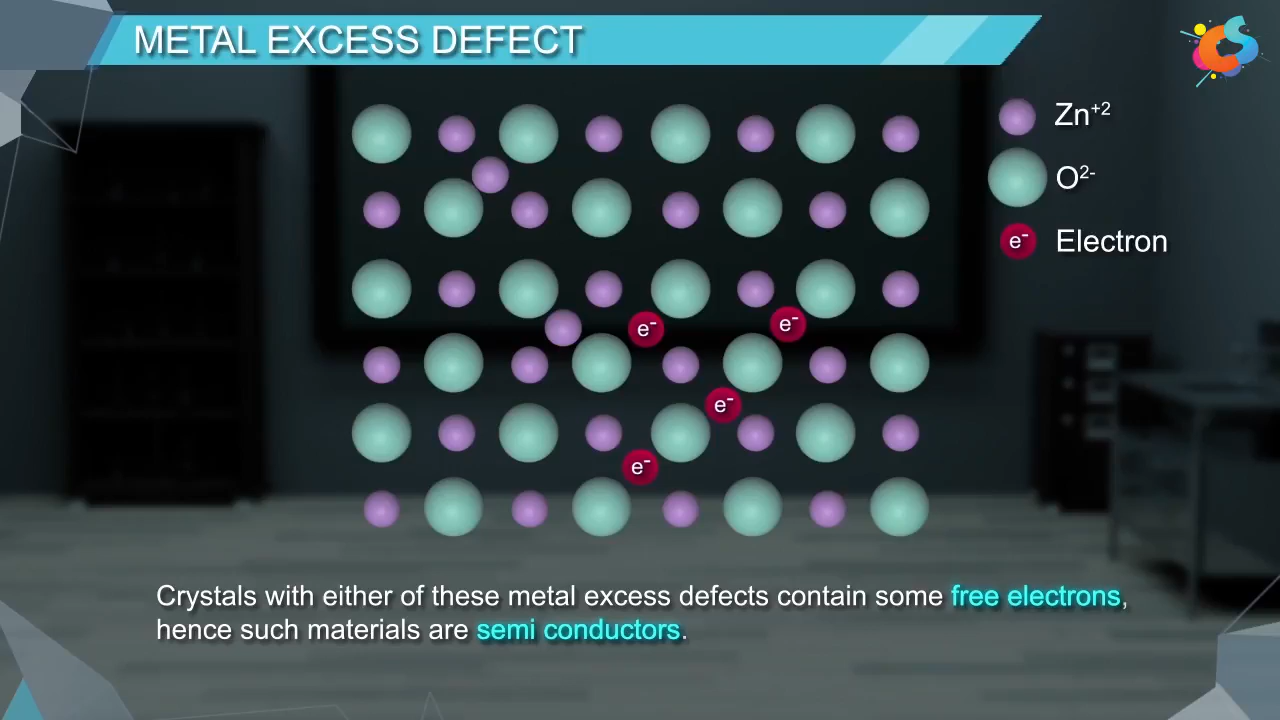 METAL EXCESS DEFECT
CS
Zn⁺²
O²⁻
e⁻ Electron
e⁻ e⁻
e⁻
e⁻
Crystals with either of these metal excess defects contain some free electrons,
hence such materials are semi conductors.